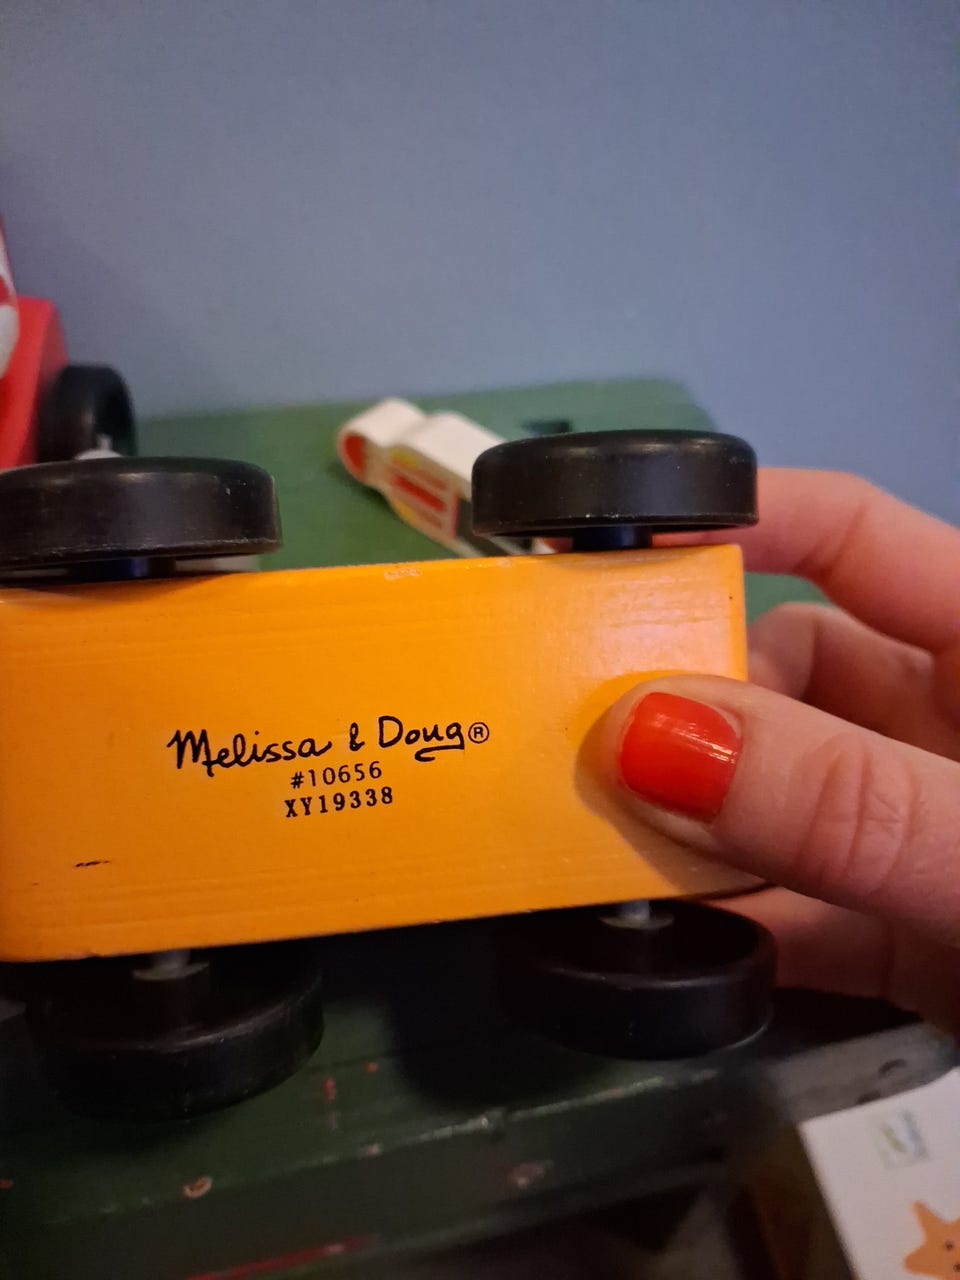 Melissa & Doug®
#10656
XY19338